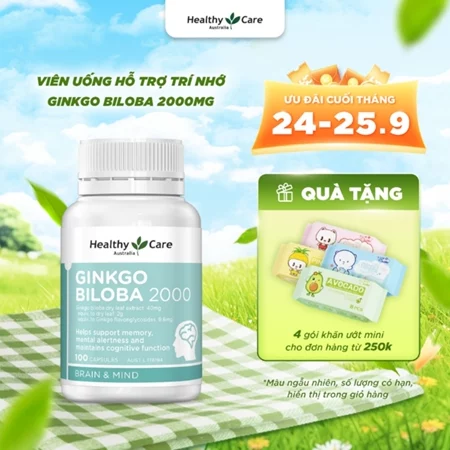 Healthy Care
Australia
VIÊN UỐNG HỖ TRỢ TRÍ NHỚ
GINKGO BILOBA 2000MG
ƯU ĐÃI CUỐI THÁNG
24-25.9
QUÀ TẶNG
AVOCADO
4 gói khăn ướt mini
cho đơn hàng từ 250k
*Màu ngẫu nhiên, số lượng có hạn,
hiển thị trong giỏ hàng
Healthy Care
Australia
GINKGO
BILOBA 2000
Helps support memory,
mental alertness and
maintains cognitive function
100 CAPSULES
BRAIN & MIND